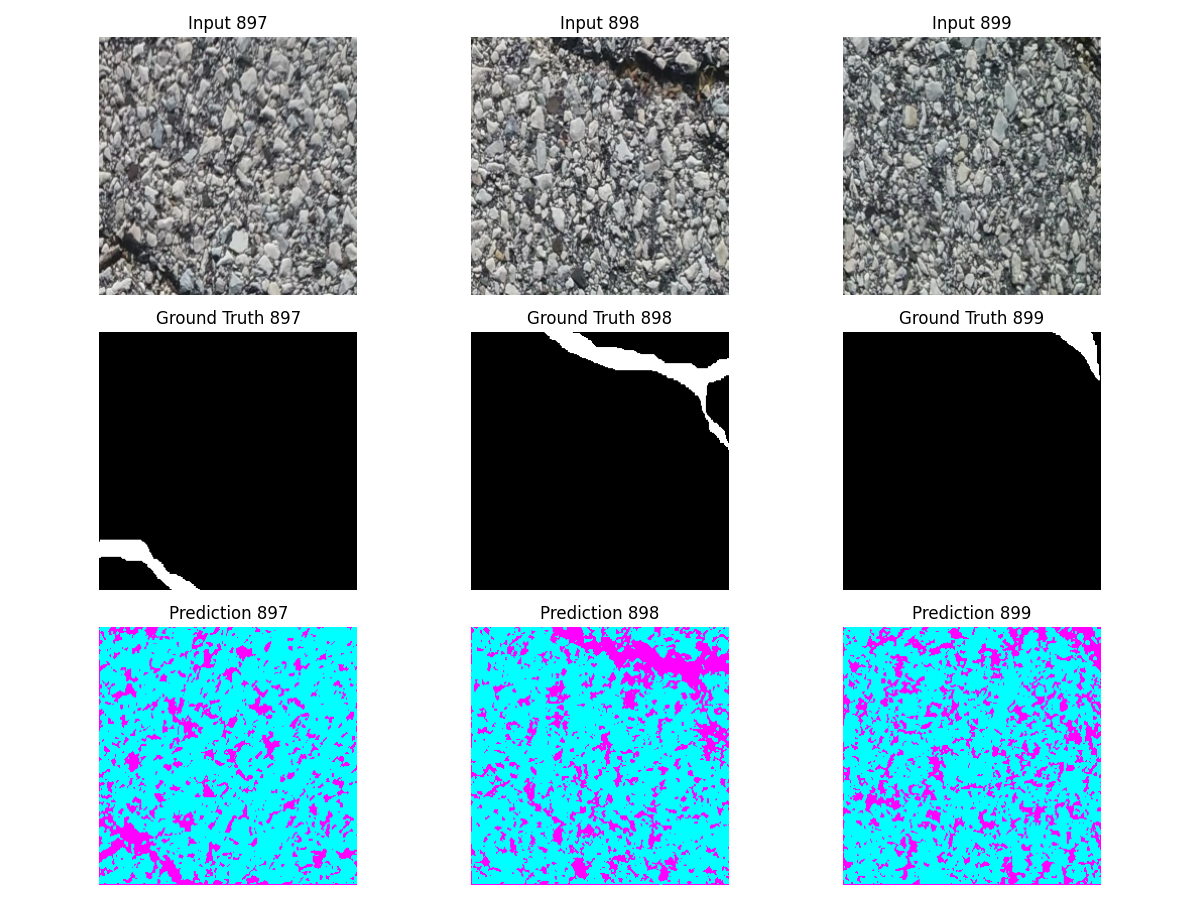 Input 897
Input 898
Input 899
Ground Truth 897
Ground Truth 898
Ground Truth 899
Prediction 897
Prediction 898
Prediction 899